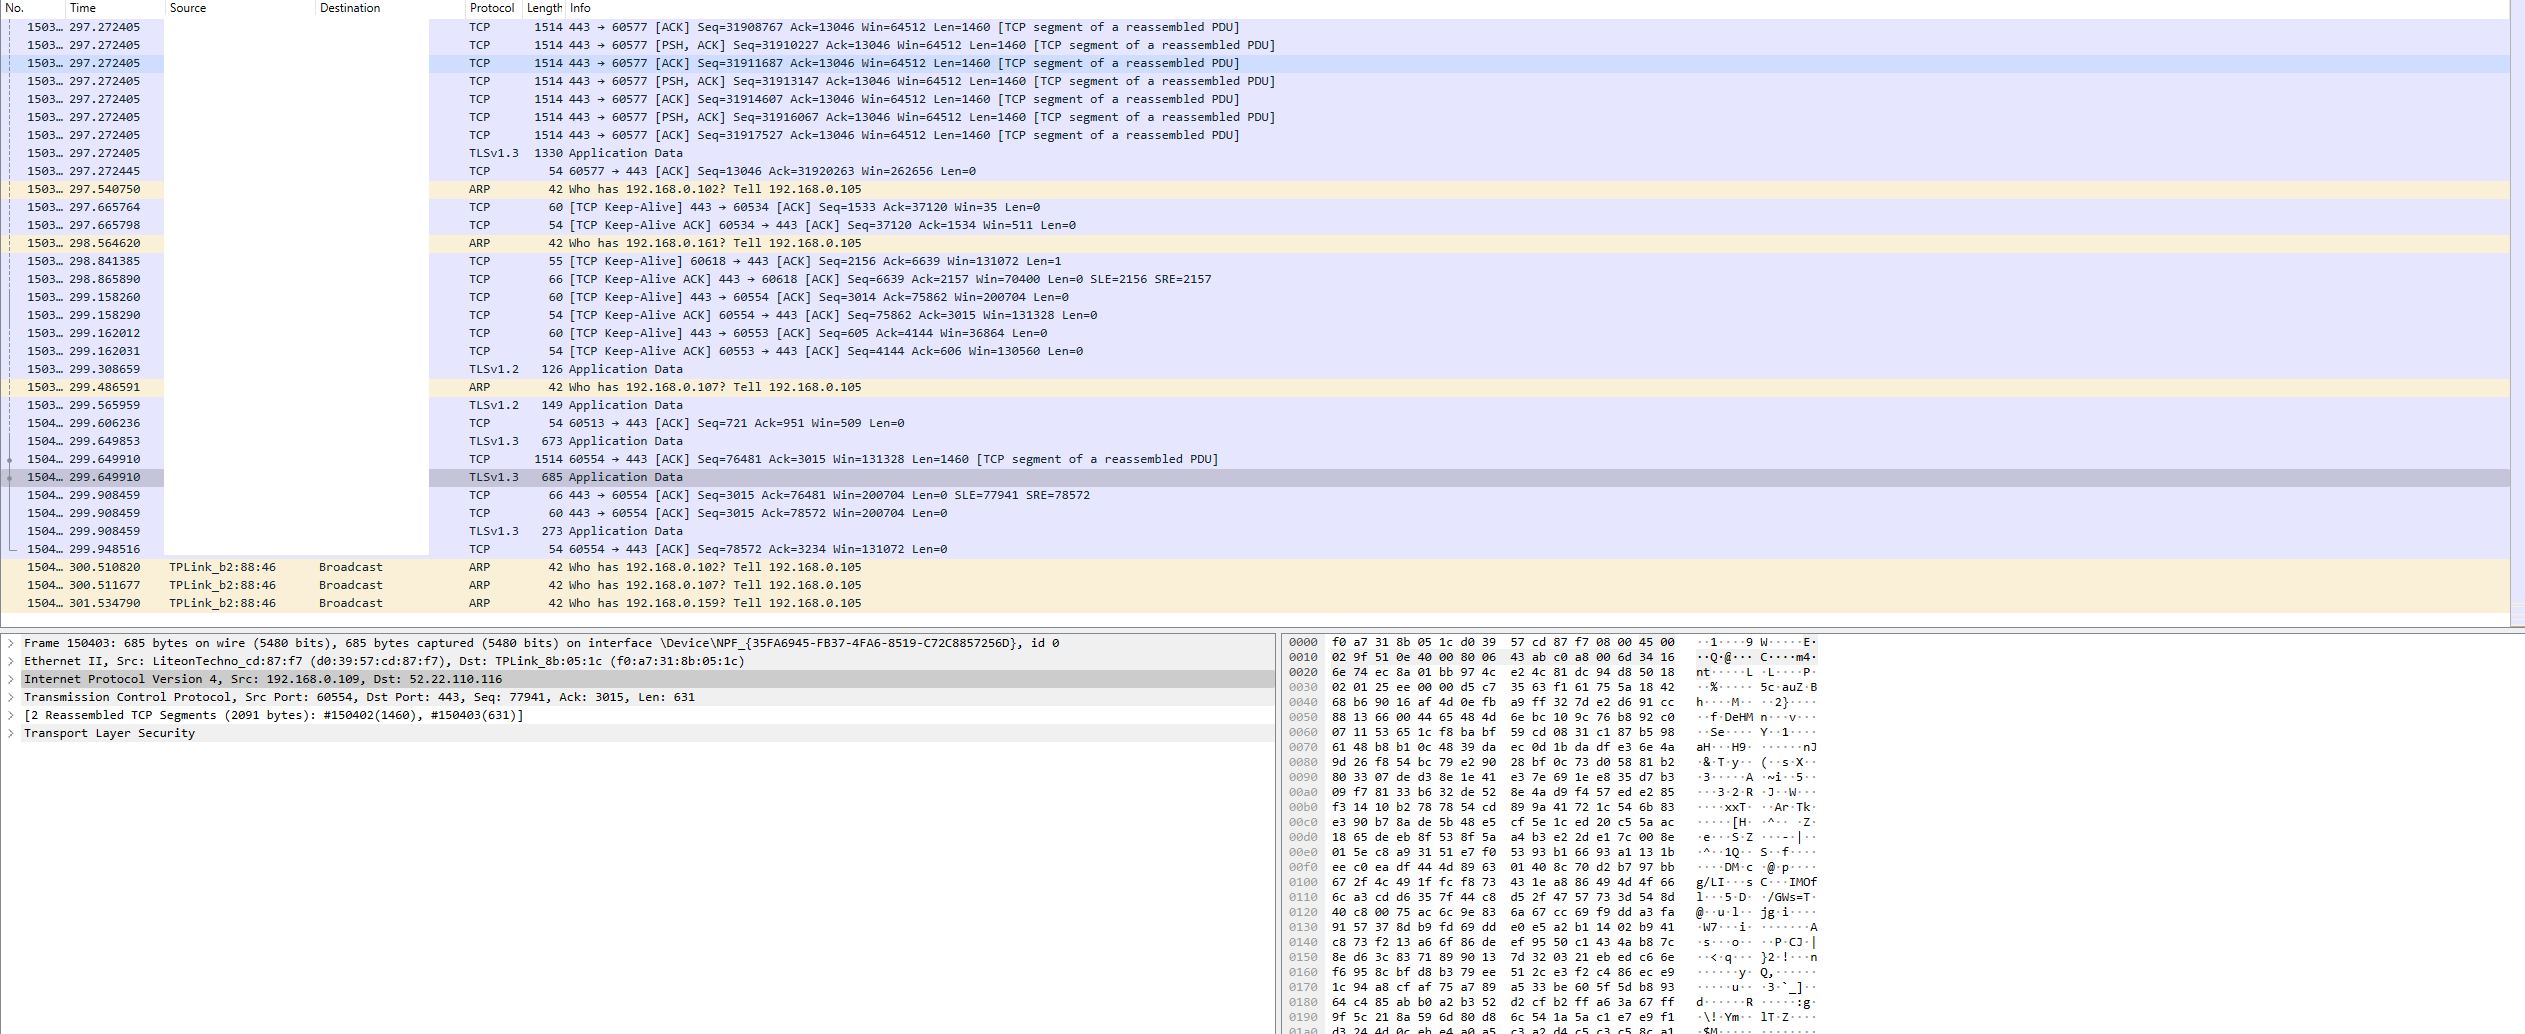 No. Time Source Destination Protocol Length Info
1503… 297.272405 TCP 1514 443 → 60577 [ACK] Seq=31908767 Ack=13046 Win=64512 Len=1460 [TCP segment of a reassembled PDU]
1503… 297.272405 TCP 1514 443 → 60577 [PSH, ACK] Seq=31910227 Ack=13046 Win=64512 Len=1460 [TCP segment of a reassembled PDU]
1503… 297.272405 TCP 1514 443 → 60577 [ACK] Seq=31911687 Ack=13046 Win=64512 Len=1460 [TCP segment of a reassembled PDU]
1503… 297.272405 TCP 1514 443 → 60577 [PSH, ACK] Seq=31913147 Ack=13046 Win=64512 Len=1460 [TCP segment of a reassembled PDU]
1503… 297.272405 TCP 1514 443 → 60577 [ACK] Seq=31914607 Ack=13046 Win=64512 Len=1460 [TCP segment of a reassembled PDU]
1503… 297.272405 TCP 1514 443 → 60577 [PSH, ACK] Seq=31916067 Ack=13046 Win=64512 Len=1460 [TCP segment of a reassembled PDU]
1503… 297.272405 TCP 1514 443 → 60577 [ACK] Seq=31917527 Ack=13046 Win=64512 Len=1460 [TCP segment of a reassembled PDU]
1503… 297.272405 TLSv1.3 1330 Application Data
1503… 297.272445 TCP 54 60577 → 443 [ACK] Seq=13046 Ack=31920263 Win=262656 Len=0
1503… 297.540750 ARP 42 Who has 192.168.0.102? Tell 192.168.0.105
1503… 297.665764 TCP 60 [TCP Keep-Alive] 443 → 60534 [ACK] Seq=1533 Ack=37120 Win=35 Len=0
1503… 297.665798 TCP 54 [TCP Keep-Alive ACK] 60534 → 443 [ACK] Seq=37120 Ack=1534 Win=511 Len=0
1503… 298.564620 ARP 42 Who has 192.168.0.161? Tell 192.168.0.105
1503… 298.841385 TCP 55 [TCP Keep-Alive] 60618 → 443 [ACK] Seq=2156 Ack=6639 Win=131072 Len=1
1503… 298.865890 TCP 66 [TCP Keep-Alive ACK] 443 → 60618 [ACK] Seq=6639 Ack=2157 Win=70400 Len=0 SLE=2156 SRE=2157
1503… 299.158260 TCP 60 [TCP Keep-Alive] 443 → 60554 [ACK] Seq=3014 Ack=75862 Win=200704 Len=0
1503… 299.158290 TCP 54 [TCP Keep-Alive ACK] 60554 → 443 [ACK] Seq=75862 Ack=3015 Win=131328 Len=0
1503… 299.162012 TCP 60 [TCP Keep-Alive] 443 → 60553 [ACK] Seq=605 Ack=4144 Win=36864 Len=0
1503… 299.162031 TCP 54 [TCP Keep-Alive ACK] 60553 → 443 [ACK] Seq=4144 Ack=606 Win=130560 Len=0
1503… 299.308659 TLSv1.2 126 Application Data
1503… 299.486591 ARP 42 Who has 192.168.0.107? Tell 192.168.0.105
1503… 299.565959 TLSv1.2 149 Application Data
1504… 299.606236 TCP 54 60513 → 443 [ACK] Seq=721 Ack=951 Win=509 Len=0
1504… 299.649853 TLSv1.3 673 Application Data
1504… 299.649910 TCP 1514 60554 → 443 [ACK] Seq=76481 Ack=3015 Win=131328 Len=1460 [TCP segment of a reassembled PDU]
1504… 299.649910 TLSv1.3 685 Application Data
1504… 299.908459 TCP 66 443 → 60554 [ACK] Seq=3015 Ack=76481 Win=200704 Len=0 SLE=77941 SRE=78572
1504… 299.908459 TCP 60 443 → 60554 [ACK] Seq=3015 Ack=78572 Win=200704 Len=0
1504… 299.908459 TLSv1.3 273 Application Data
1504… 299.948516 TCP 54 60554 → 443 [ACK] Seq=78572 Ack=3234 Win=131072 Len=0
1504… 300.510820 TPLink_b2:88:46 Broadcast ARP 42 Who has 192.168.0.102? Tell 192.168.0.105
1504… 300.511677 TPLink_b2:88:46 Broadcast ARP 42 Who has 192.168.0.107? Tell 192.168.0.105
1504… 301.534790 TPLink_b2:88:46 Broadcast ARP 42 Who has 192.168.0.159? Tell 192.168.0.105
Frame 150403: 685 bytes on wire (5480 bits), 685 bytes captured (5480 bits) on interface \Device\NPF_{35FA6945-FB37-4FA6-8519-C72C8857256D}, id 0
Ethernet II, Src: LiteonTechno_cd:87:f7 (d0:39:57:cd:87:f7), Dst: TPLink_8b:05:1c (f0:a7:31:8b:05:1c)
Internet Protocol Version 4, Src: 192.168.0.109, Dst: 52.22.110.116
Transmission Control Protocol, Src Port: 60554, Dst Port: 443, Seq: 77941, Ack: 3015, Len: 631
[2 Reassembled TCP Segments (2091 bytes): #150402(1460), #150403(631)]
Transport Layer Security
0000 f0 a7 31 8b 05 1c d0 39 57 cd 87 f7 08 00 45 00 ··1····9 W·····E·
0010 02 9f 51 0e 40 00 80 06 43 ab c0 a8 00 6d 34 16 ··Q·@··· C····m4·
0020 6e 74 ec 8a 01 bb 97 4c e2 4c 81 dc 94 d8 50 18 nt·····L ·L····P·
0030 02 01 25 ee 00 00 d5 c7 35 63 f1 61 75 5a 18 42 ··%····· 5c·auZ·B
0040 68 b6 90 16 af 4d 0e fb a9 ff 32 7d e2 d6 91 cc h····M·· ··2}····
0050 88 13 66 00 44 65 48 4d 6e bc 10 9c 76 b8 92 c0 ··f·DeHM n···v···
0060 07 11 53 65 1c f8 ba bf 59 cd 08 31 c1 87 b5 98 ··Se···· Y··1····
0070 61 48 b8 b1 0c 48 39 da ec 0d 1b da df e3 6e 4a aH···H9· ······nJ
0080 9d 26 f8 54 bc 79 e2 90 28 bf 0c 73 d0 58 81 b2 ·&·T·y·· (··s·X··
0090 80 33 07 de d3 8e 1e 41 e3 7e 69 1e e8 35 d7 b3 ·3·····A ·~i··5··
00a0 09 f7 81 33 b6 32 de 52 8e 4a d9 f4 57 ed e2 85 ···3·2·R ·J··W···
00b0 f3 14 10 b2 78 78 54 cd 89 9a 41 72 1c 54 6b 83 ····xxT· ··Ar·Tk·
00c0 e3 90 b7 8a de 5b 48 e5 cf 5e 1c ed 20 c5 5a ac ·····[H· ·^·· ·Z·
00d0 18 65 de eb 8f 53 8f 5a a4 b3 e2 2d e1 7c 00 8e ·e···S·Z ···-·|··
00e0 01 5e c8 a9 31 51 e7 f0 53 93 b1 66 93 a1 13 1b ·^··1Q·· S··f····
00f0 ee c0 ea df 44 4d 89 63 01 40 8c 70 d2 b7 97 bb ····DM·c ·@·p····
0100 67 2f 4c 49 1f fc f8 73 43 1e a8 86 49 4d 4f 66 g/LI···s C···IMOf
0110 6c a3 cd d6 35 7f 44 c8 d5 2f 47 57 73 3d 54 8d l···5·D· ·/GWs=T·
0120 40 c8 00 75 ac 6c 9e 83 6a 67 cc 69 f9 dd a3 fa @··u·l·· jg·i····
0130 91 57 37 8d b9 fd 69 dd e0 e5 a2 b1 14 02 b9 41 ·W7···i· ·······A
0140 c8 73 f2 13 a6 6f 86 de ef 95 50 c1 43 4a b8 7c ·s···o·· ··P·CJ·|
0150 8e d6 3c 83 71 89 90 13 7d 32 03 21 eb ed c6 6e ··<·q··· }2·!···n
0160 f6 95 8c bf d8 b3 79 ee 51 2c e3 f2 c4 86 ec e9 ······y· Q,······
0170 1c 94 a8 cf af 75 a7 89 a5 33 be 60 5f 5d b8 93 ·····u·· ·3·`_]··
0180 64 c4 85 ab b0 a2 b3 52 d2 cf b2 ff a6 3a 67 ff d······R ·····:g·
0190 9f 5c 21 8a 59 6d 80 d8 6c 54 1a 5a c1 e7 e9 f1 ·\!·Ym·· lT·Z····